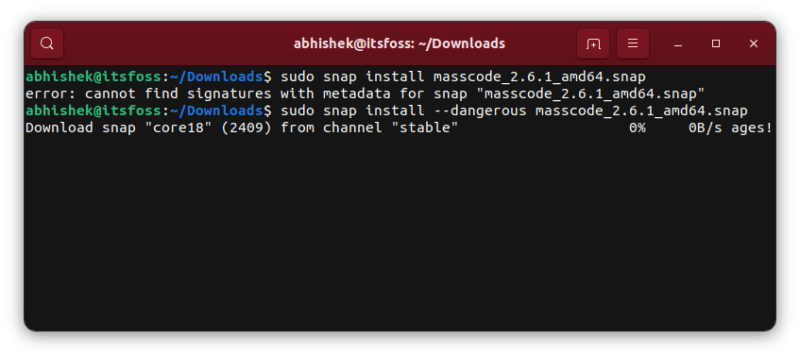 abhishek@itsfoss: ~/Downloads
abhishek@itsfoss:~/Downloads$ sudo snap install masscode_2.6.1_amd64.snap
error: cannot find signatures with metadata for snap "masscode_2.6.1_amd64.snap"
abhishek@itsfoss:~/Downloads$ sudo snap install --dangerous masscode_2.6.1_amd64.snap
Download snap "core18" (2409) from channel "stable" 0% 0B/s ages!